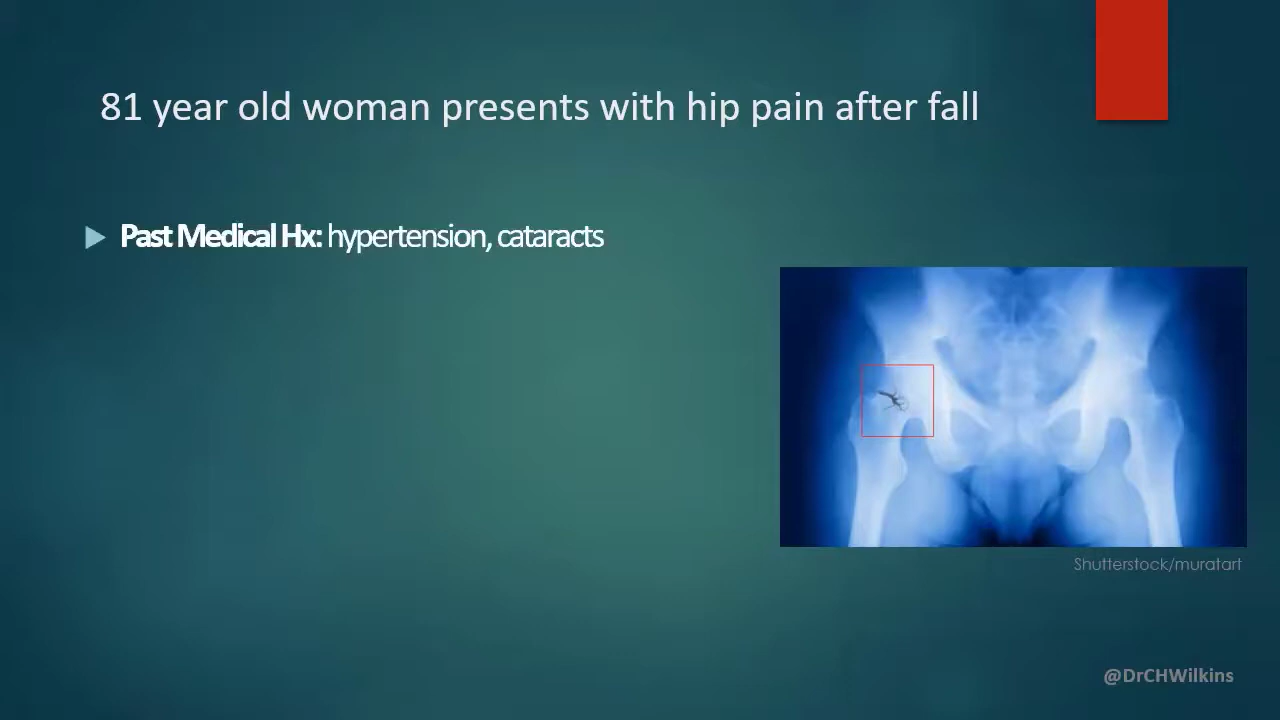 81 year old woman presents with hip pain after fall
Past Medical Hx: hypertension, cataracts
Shutterstock/muratart
@DrCHWilkins